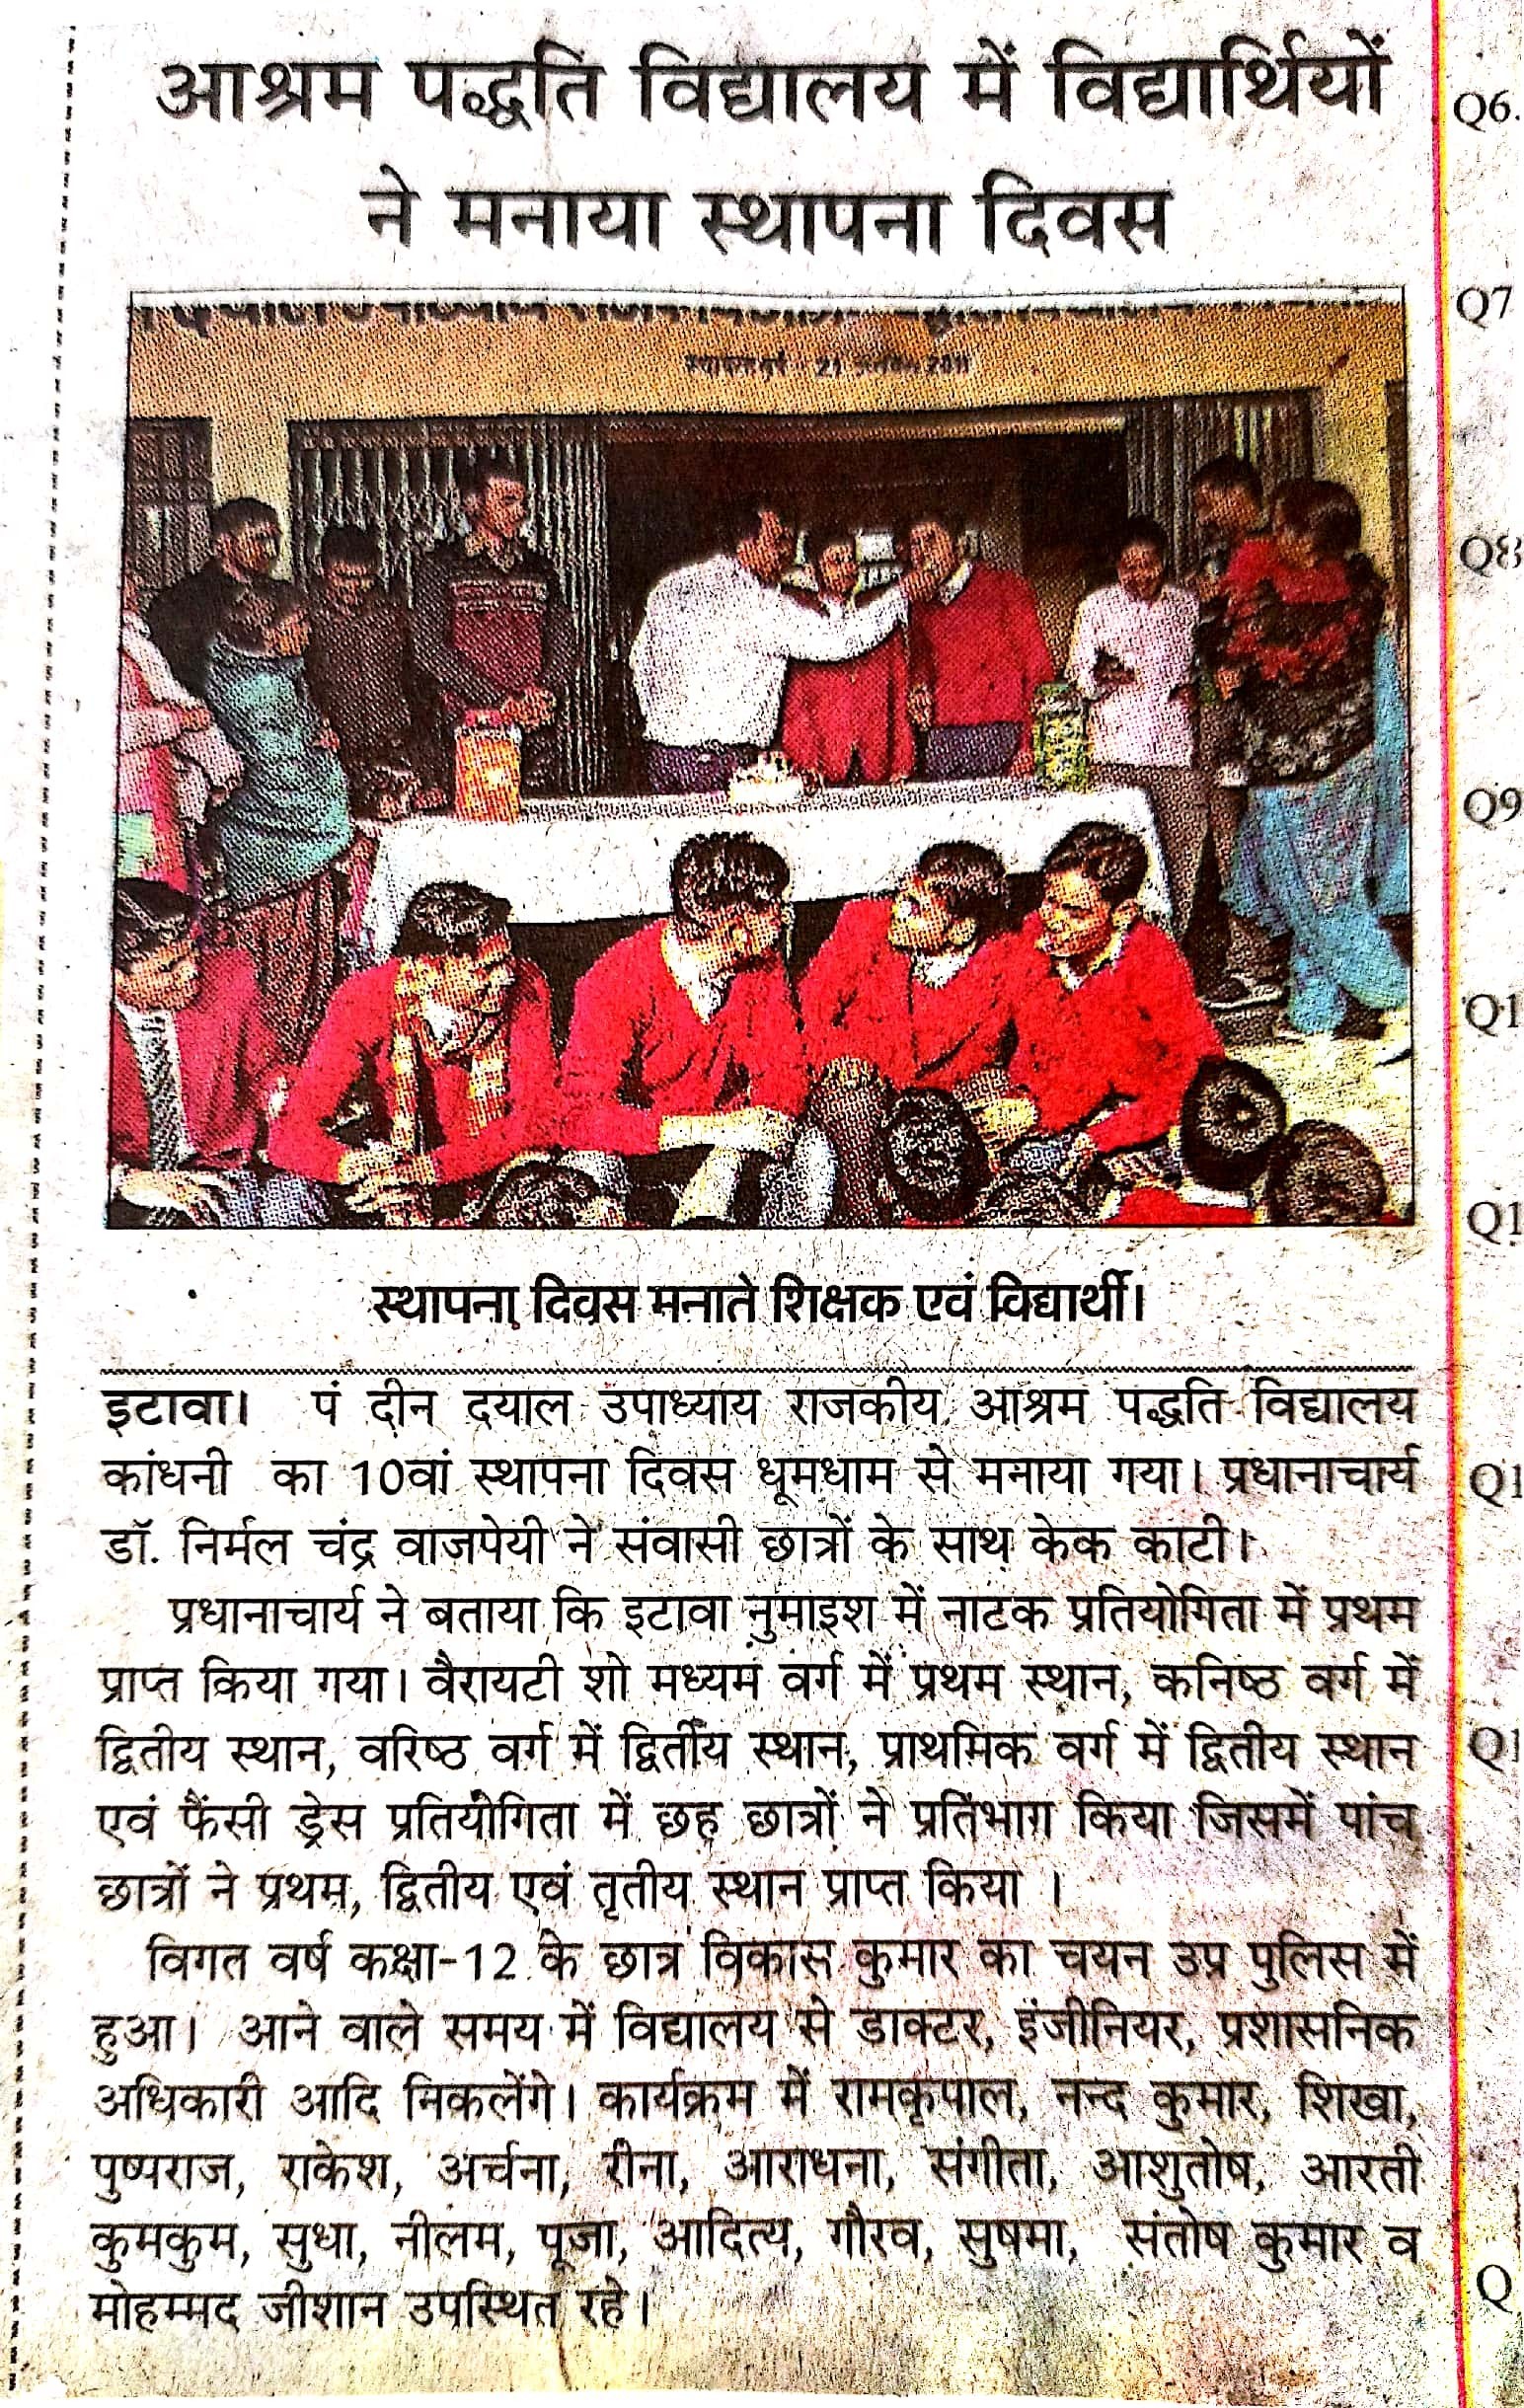 आश्रम पद्धति विद्यालय में विद्यार्थियों
ने मनाया स्थापना दिवस
21
2011
स्थापना दिवस मनाते शिक्षक एवं विद्यार्थी।
इटावा। पं दीन दयाल उपाध्याय राजकीय आश्रम पद्धति विद्यालय
कांधनी का 10वां स्थापना दिवस धूमधाम से मनाया गया। प्रधानाचार्य
डॉ. निर्मल चंद्र वाजपेयी ने संवासी छात्रों के साथ केक काटी।
प्रधानाचार्य ने बताया कि इटावा नुमाइश में नाटक प्रतियोगिता में प्रथम
प्राप्त किया गया। वैरायटी शो मध्यम वर्ग में प्रथम स्थान, कनिष्ठ वर्ग में
द्वितीय स्थान, वरिष्ठ वर्ग में द्वितीय स्थान, प्राथमिक वर्ग में द्वितीय स्थान
एवं फैंसी ड्रेस प्रतियोगिता में छह छात्रों ने प्रतिभाग किया जिसमें पांच
छात्रों ने प्रथम, द्वितीय एवं तृतीय स्थान प्राप्त किया ।
विगत वर्ष कक्षा-12 के छात्र विकास कुमार का चयन उप्र पुलिस में
हुआ। आने वाले समय में विद्यालय से डाक्टर, इंजीनियर, प्रशासनिक
अधिकारी आदि निकलेंगे। कार्यक्रम में रामकृपाल, नन्द कुमार, शिखा,
पुष्पराज, राकेश, अर्चना, रीना, आराधना, संगीता, आशुतोष, आरती
कुमकुम, सुधा, नीलम, पूजा, आदित्य, गौरव, सुषमा, संतोष कुमार व
मोहम्मद जीशान उपस्थित रहे।
Q6.
Q7
Q8
Q9
Q1
Q1
Q1
Q1
Q